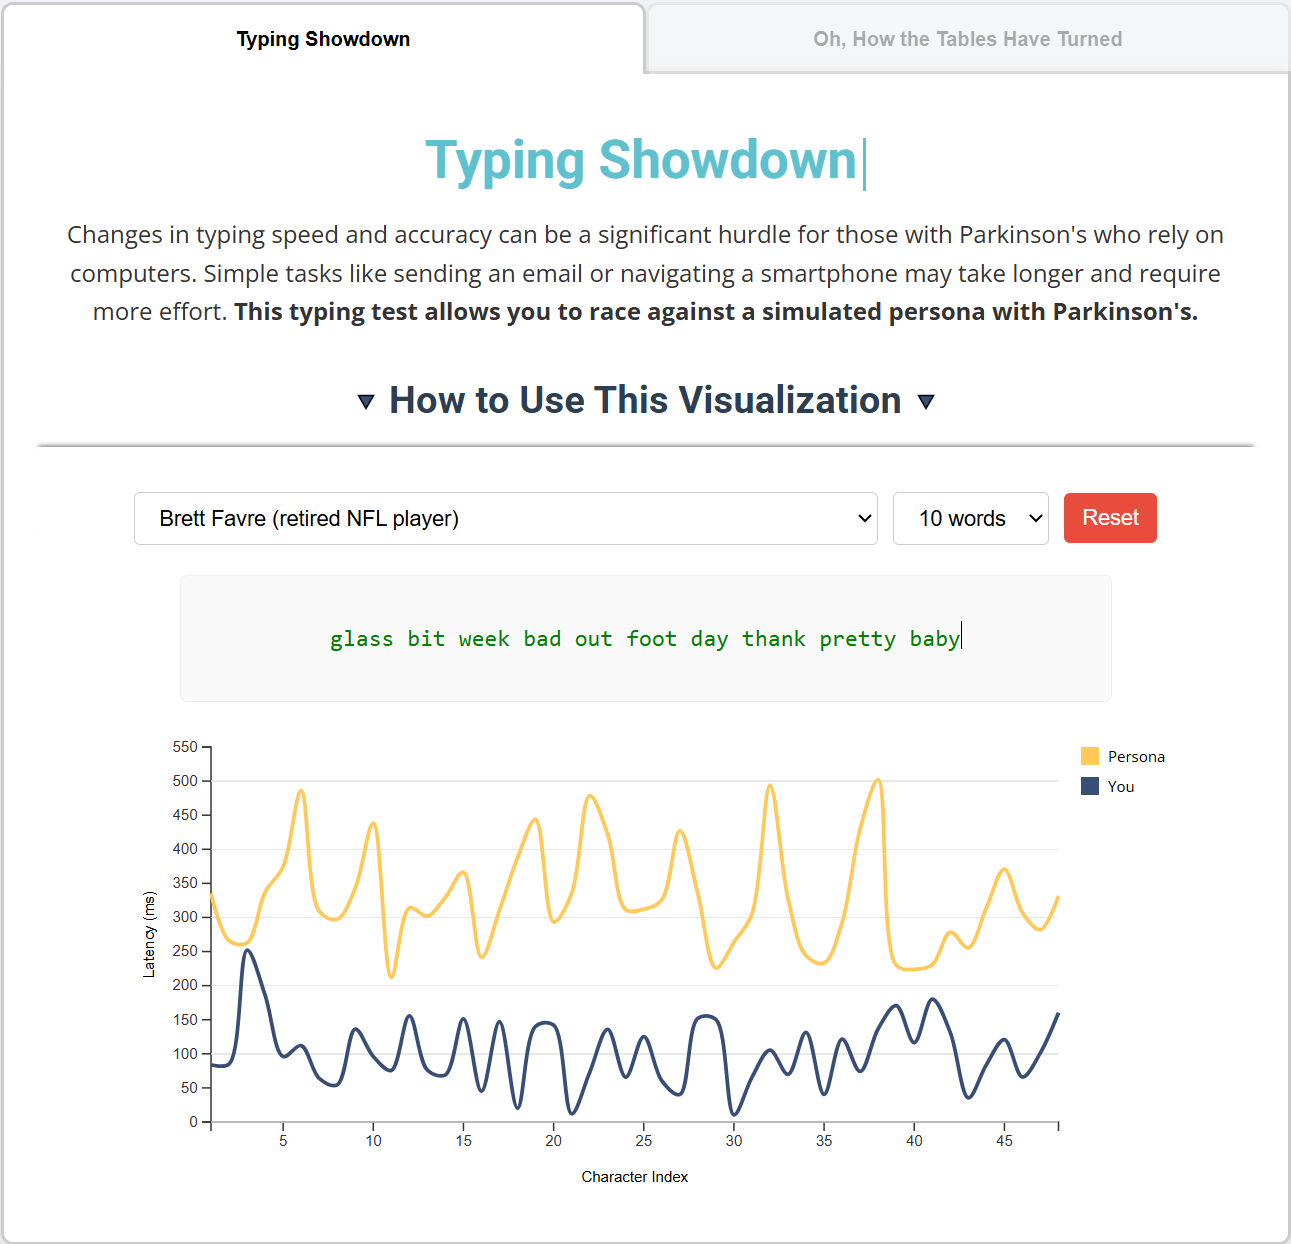 Typing Showdown
Oh, How the Tables Have Turned
Typing Showdown
Changes in typing speed and accuracy can be a significant hurdle for those with Parkinson's who rely on
computers. Simple tasks like sending an email or navigating a smartphone may take longer and require
more effort. This typing test allows you to race against a simulated persona with Parkinson's.
How to Use This Visualization
Brett Favre (retired NFL player)
10 words
Reset
glass bit week bad out foot day thank pretty baby
550
500
450
400
350
300
250
200
150
100
50
0
Latency (ms)
5 10 15 20 25 30 35 40 45
Character Index
Persona
You